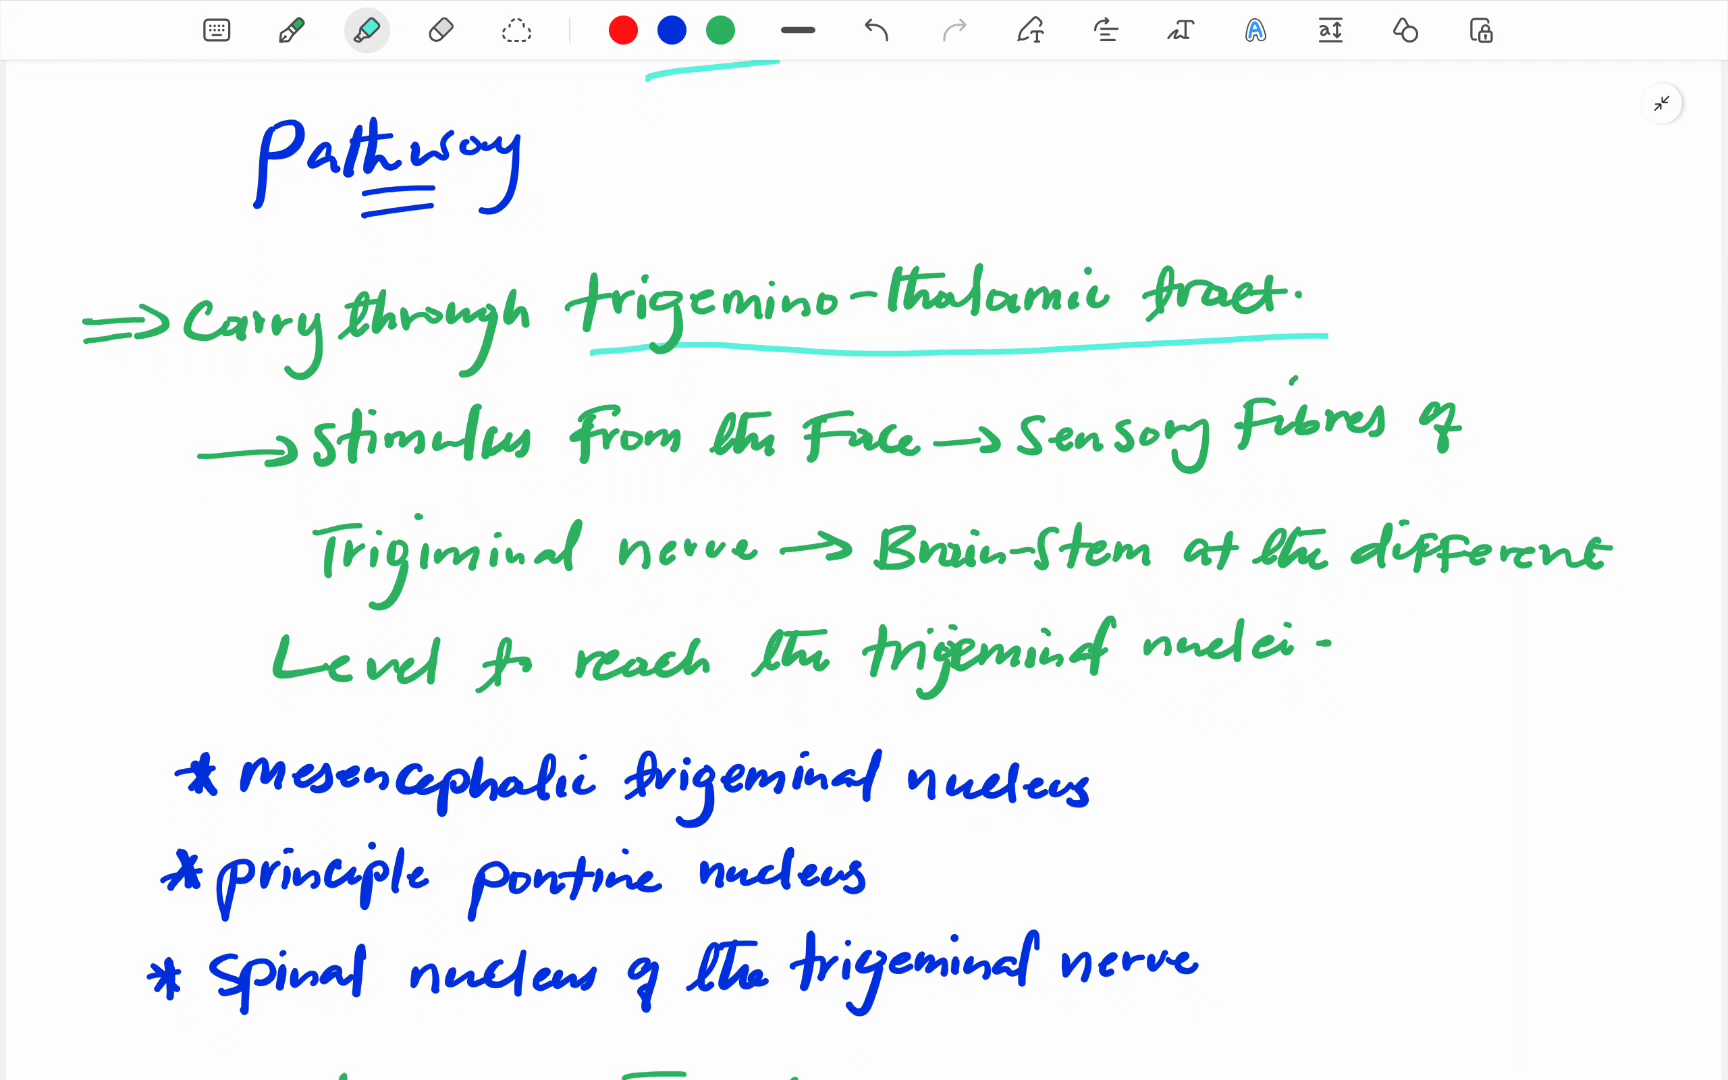 Pathway
⇒ Carry through trigemino-thalamic tract.
→ Stimulus from the Face → Sensory Fibres of
Trigiminal nerve → Brain-Stem at the different
Level to reach the trigeminal nuclei.
* Mesencephalic trigeminal nucleus
* principle pontine nucleus
* Spinal nucleus of the trigeminal nerve